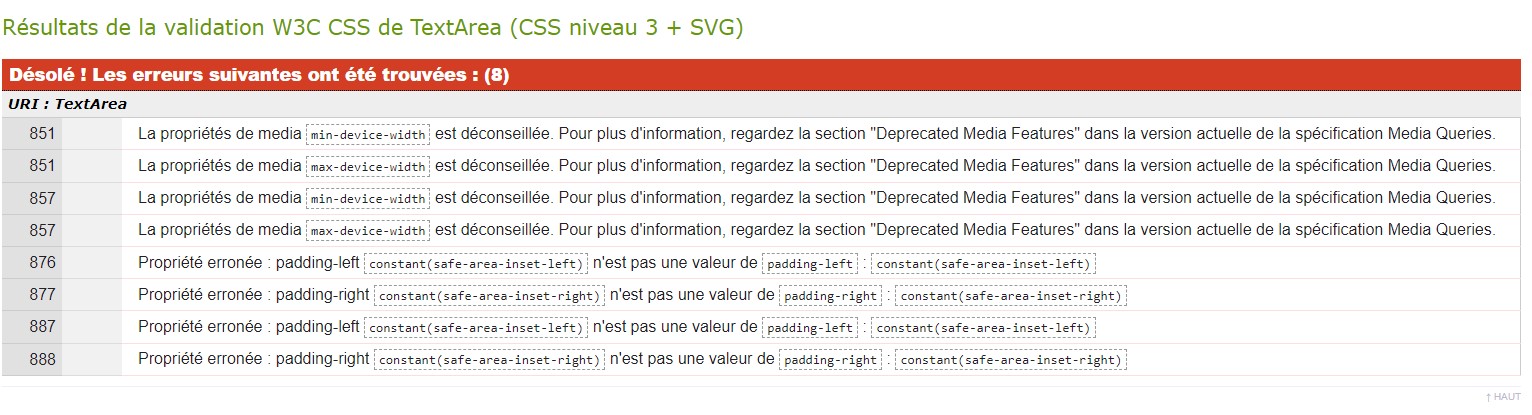 Résultats de la validation W3C CSS de TextArea (CSS niveau 3 + SVG)
Désolé ! Les erreurs suivantes ont été trouvées : (8)
URI : TextArea
851 La propriétés de media min-device-width est déconseillée. Pour plus d'information, regardez la section "Deprecated Media Features" dans la version actuelle de la spécification Media Queries.
851 La propriétés de media max-device-width est déconseillée. Pour plus d'information, regardez la section "Deprecated Media Features" dans la version actuelle de la spécification Media Queries.
857 La propriétés de media min-device-width est déconseillée. Pour plus d'information, regardez la section "Deprecated Media Features" dans la version actuelle de la spécification Media Queries.
857 La propriétés de media max-device-width est déconseillée. Pour plus d'information, regardez la section "Deprecated Media Features" dans la version actuelle de la spécification Media Queries.
876 Propriété erronée : padding-left constant(safe-area-inset-left) n'est pas une valeur de padding-left : constant(safe-area-inset-left)
877 Propriété erronée : padding-right constant(safe-area-inset-right) n'est pas une valeur de padding-right : constant(safe-area-inset-right)
887 Propriété erronée : padding-left constant(safe-area-inset-left) n'est pas une valeur de padding-left : constant(safe-area-inset-left)
888 Propriété erronée : padding-right constant(safe-area-inset-right) n'est pas une valeur de padding-right : constant(safe-area-inset-right)
↑ HAUT